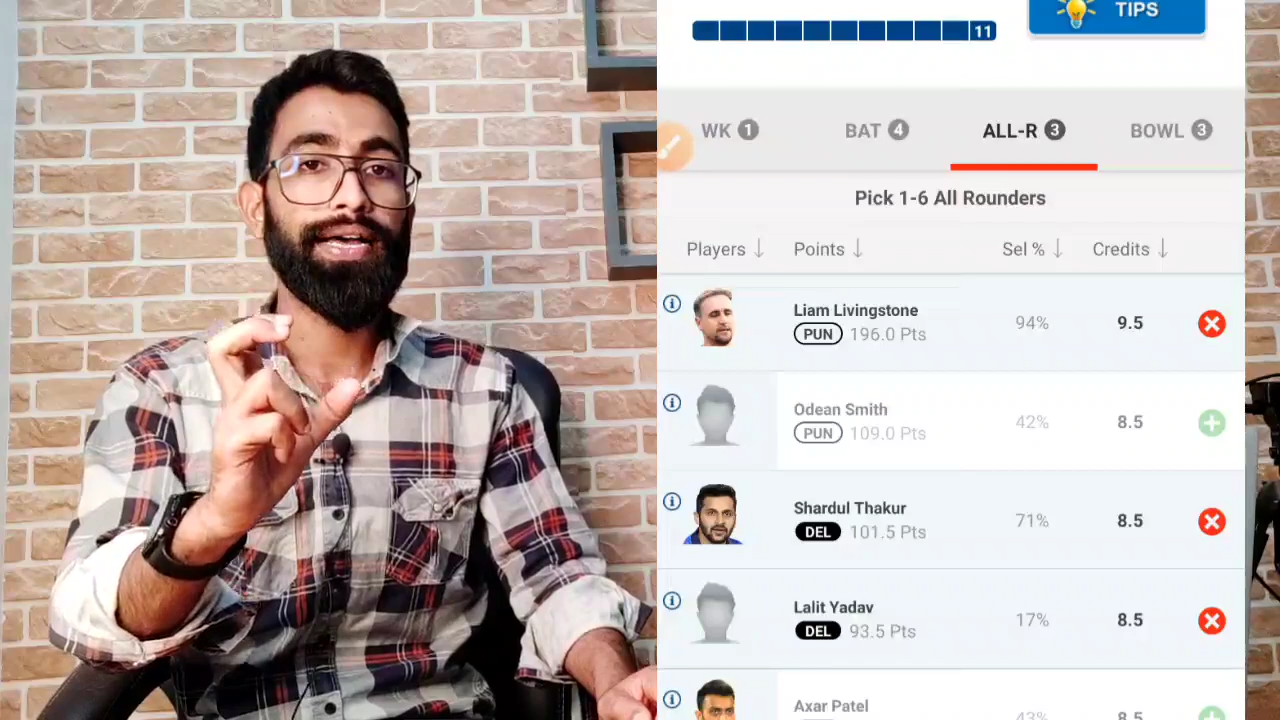 TIPS
11
WK 1 BAT 4 ALL-R 3 BOWL 3
Pick 1-6 All Rounders
Players ↓ Points ↓ Sel % ↓ Credits ↓
Liam Livingstone
PUN 196.0 Pts 94% 9.5
Odean Smith
PUN 109.0 Pts 42% 8.5
Shardul Thakur
DEL 101.5 Pts 71% 8.5
Lalit Yadav
DEL 93.5 Pts 17% 8.5
Axar Patel
43% 8.5